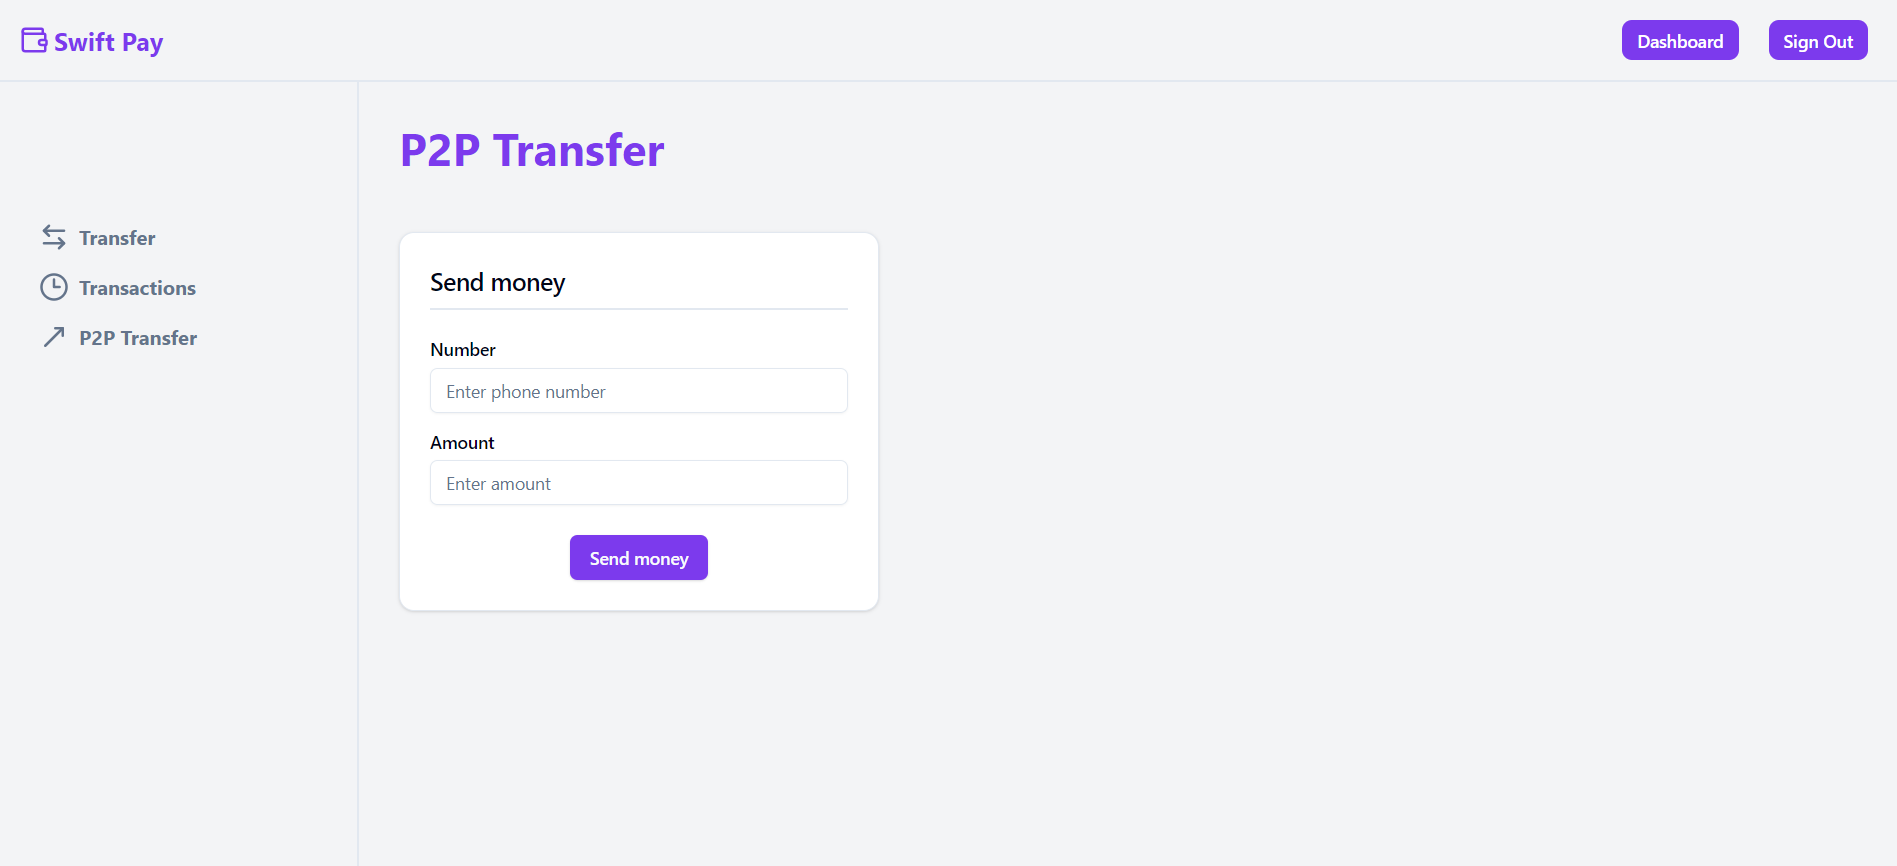 Swift Pay
Dashboard
Sign Out
Transfer
Transactions
P2P Transfer
P2P Transfer
Send money
Number
Enter phone number
Amount
Enter amount
Send money